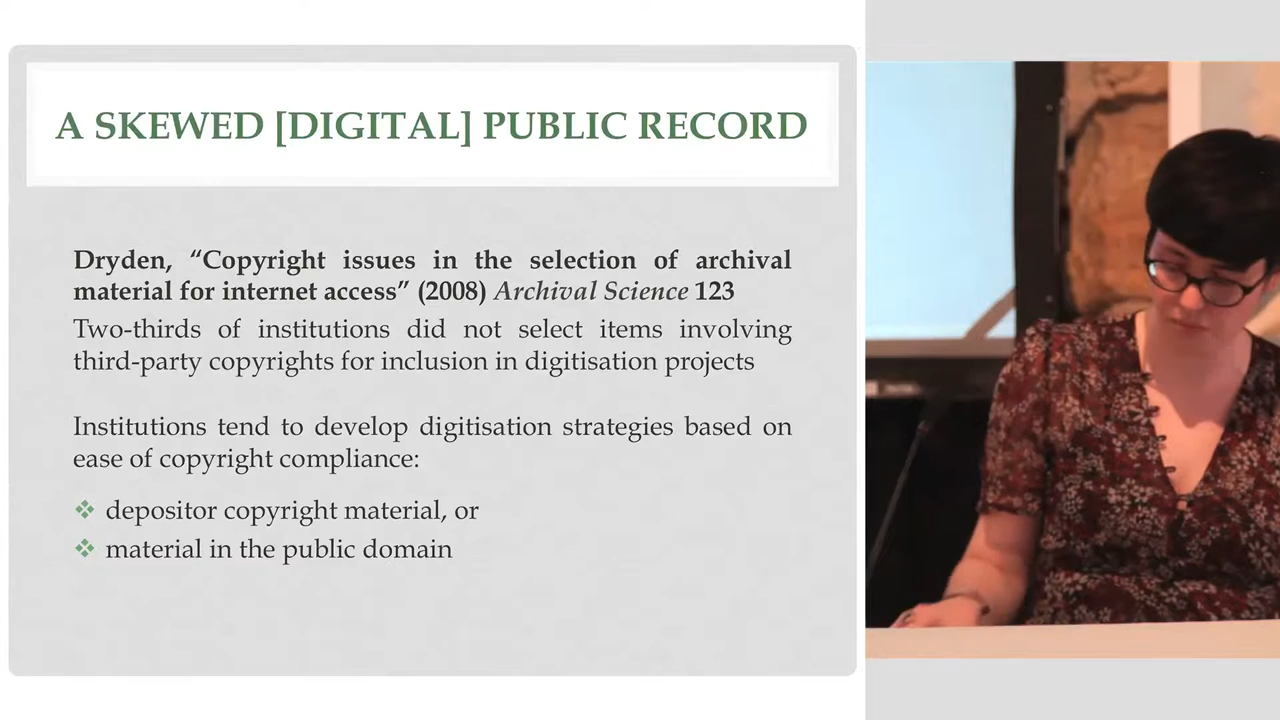 A SKEWED [DIGITAL] PUBLIC RECORD
Dryden, “Copyright issues in the selection of archival
material for internet access” (2008) Archival Science 123
Two-thirds of institutions did not select items involving
third-party copyrights for inclusion in digitisation projects
Institutions tend to develop digitisation strategies based on
ease of copyright compliance:
❖ depositor copyright material, or
❖ material in the public domain